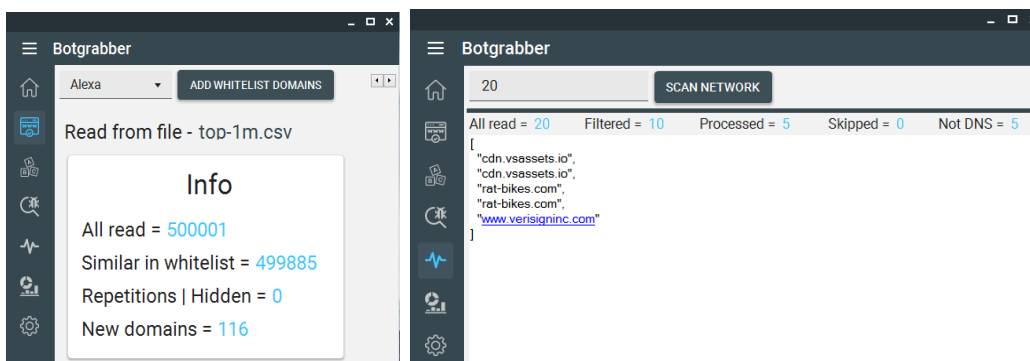 Botgrabber
Alexa
ADD WHITELIST DOMAINS
Read from file - top-1m.csv
Info
All read = 500001
Similar in whitelist = 499885
Repetitions | Hidden = 0
New domains = 116
Botgrabber
20 SCAN NETWORK
All read = 20 Filtered = 10 Processed = 5 Skipped = 0 Not DNS = 5
[
"cdn.vsassets.io",
"cdn.vsassets.io",
"rat-bikes.com",
"rat-bikes.com",
"www.verisigninc.com"
]